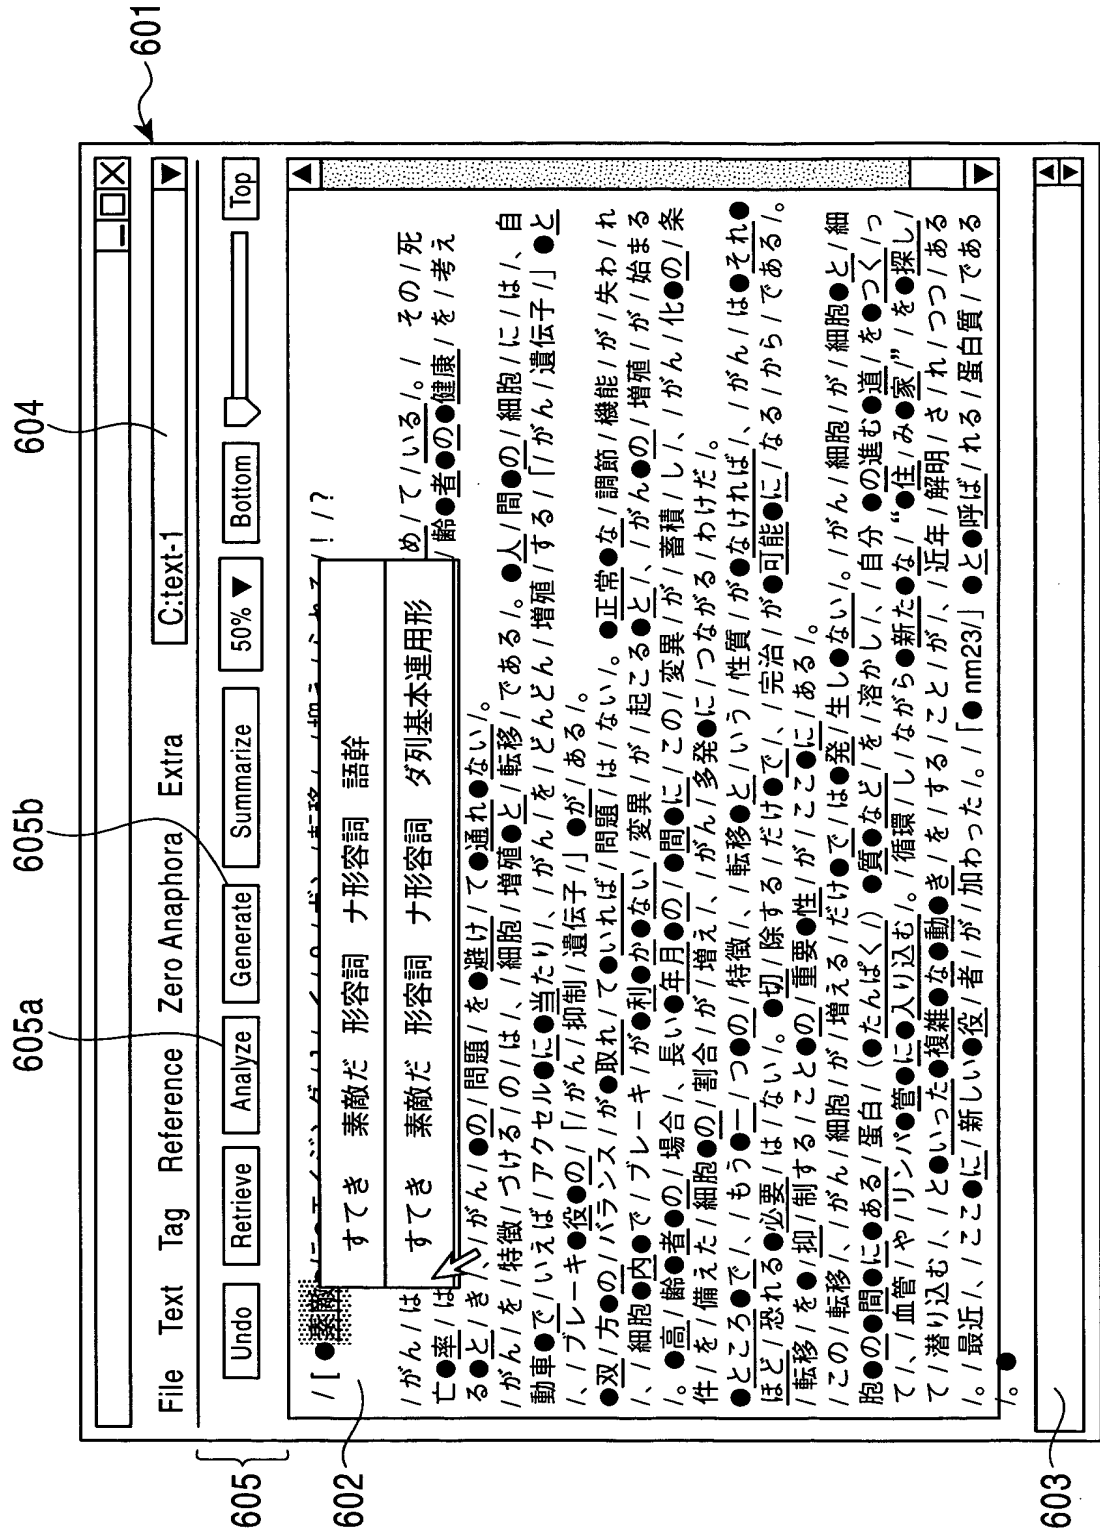 601
604
605b
605a
C:text-1
File Text Tag Reference Zero Anaphora Extra
605
Undo Retrieve Analyze Generate Summarize 50% Bottom Top
602
/ [ ●素敵 / ! / ?
すてき 素敵だ 形容詞 ナ形容詞 語幹
すてき 素敵だ 形容詞 ナ形容詞 ダ列基本連用形
/ がん / は め / て / いる / 。 / その / 死
亡●率 / は / 齢●者●の●健康 / を / 考え
る●と / き / 、 / がん / ●の / 問題 / を●避け / て●通れ●ない / 。
/ がん / を / 特徴 / づける / の / は / 、 / 細胞 / 増殖●と / 転移 / で / ある / 。 ●人 / 間●の / 細胞 / に / は / 、 自
動車●で / いえば / アクセル●に●当たり / 、 / がん / を / どんどん / 増殖 / する / 「 / がん / 遺伝子 / 」 ●と
/ 、 / ブレーキ●役●の / 「 / がん / 抑制 / 遺伝子 / 」 ●が / ある / 。
●双 / 方●の / バランス / が●取れ / て●いれば / 問題 / は / ない / 。 ●正常●な / 調節 / 機能 / が / 失わ / れ
/ 、 / 細胞●内●で / ブレーキ / が●利●か●ない / 変異 / が / 起こる●と / 、 / がん●の / 増殖 / が / 始まる
/ 。 ●高 / 齢●者●の / 場合 / 、 長い●年月●の / ●間●に / この / 変異 / が / 蓄積 / し / 、 / がん / 化●の / 条
件 / を / 備えた / 細胞●の / 割合 / が / 増え / 、 / がん / 多発●に / つながる / わけだ / 。
●ところ●で / 、 / もう●一 / つ●の / 特徴 / 、 / 転移●と / いう / 性質 / が●なければ / 、 / がん / は●それ●
ほど / 恐れる●必要 / は / ない / 。 ●切 / 除する / だけ●で / 、 / 完治 / が●可能●に / なる / から / で / ある / 。
/ 転移 / を●抑 / 制する / こと●の / 重要●性 / が / ここ●に / ある / 。
/ この / 転移 / 、 / がん / 細胞 / が / 増える / だけ●で / は●発 / 生し●ない / 。 / がん / 細胞 / が / 細胞●と / 細
胞●の●間●に●ある / 蛋白 / (●たんぱく / ) ●質●など / を / 溶かし / 、 / 自分 ●の●進む●道 / を●つく / っ
て / 、 / 血管 / や / リンパ●管●に●入り込む / 。 / 循環 / し / ながら●新た●な / “●住 / み●家 / ” / を●探し /
て / 潜り込む / 、 / と●いった●複雑●な●動●き / を / する / こと / が / 、 / 近年 / 解明 / さ / れ / つつ / ある
/ 。 / 最近 / 、 / ここ●に / 新しい●役 / 者 / が / 加わった / 。 / 「●nm23 / 」 ●と●呼ば / れる / 蛋白質 / で / ある
/ 。 ●
603